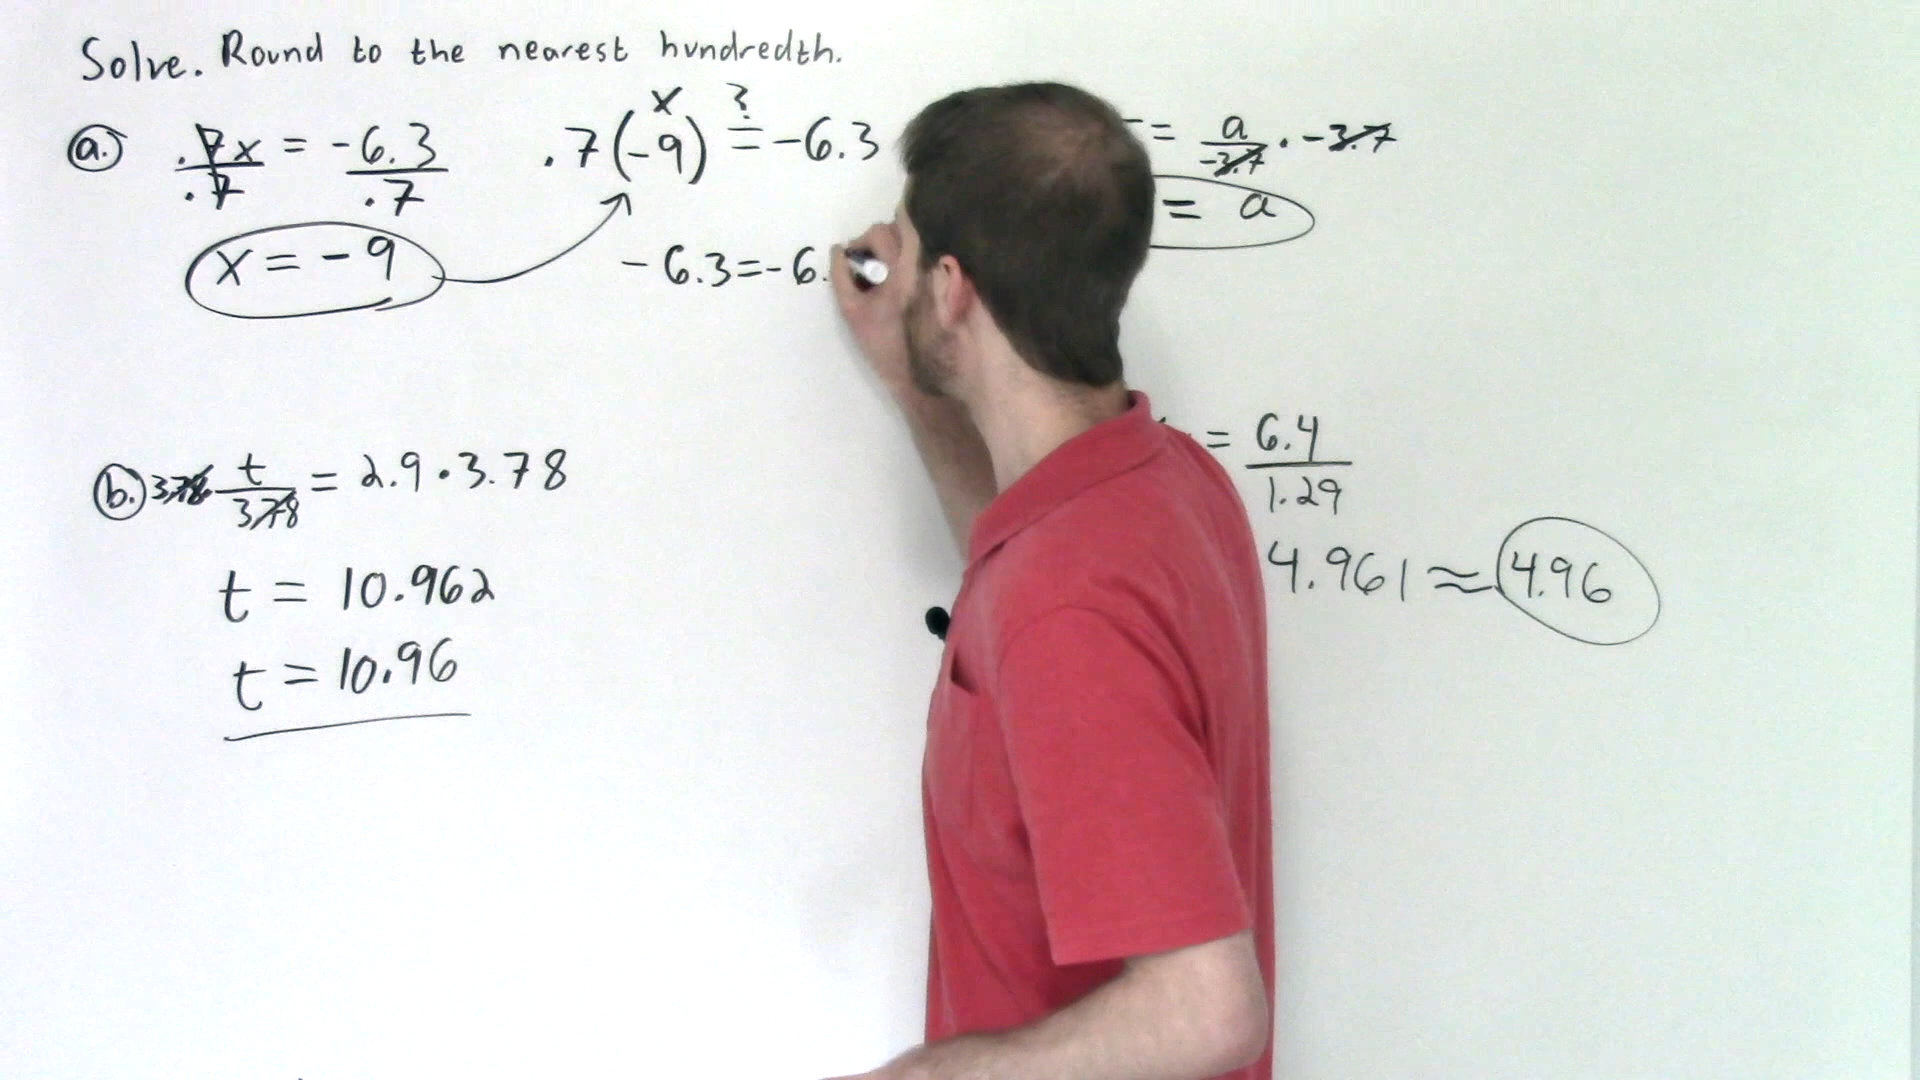 Solve. Round to the nearest hundredth.
a. .7x = -6.3
.7 .7
x = -9
x ?
.7(-9) = -6.3
-6.3 = -6.
b. 3.78 t = 2.9 · 3.78
3.78
t = 10.962
t = 10.96
= a · -3.7
-3.7
= a
= 6.4
1.29
4.961 ≈ 4.96